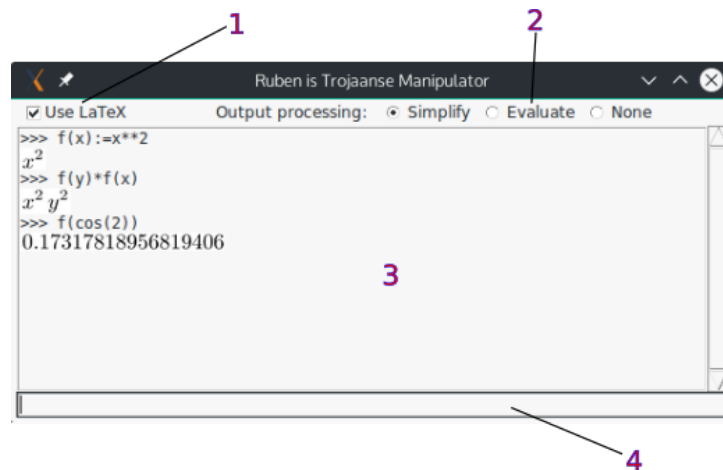 1
2
Ruben is Trojaanse Manipulator
Use LaTeX Output processing: Simplify Evaluate None
>>> f(x):=x**2
x²
>>> f(y)*f(x)
x² y²
>>> f(cos(2))
0.17317818956819406
3
4